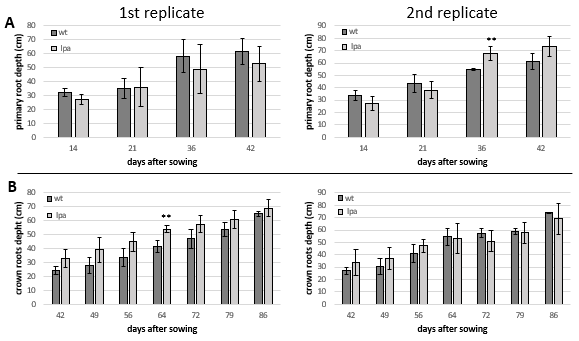 1st replicate
2nd replicate
A
primary root depth (cm)
80
70
60
50
40
30
20
10
0
wt
lpa
14 21 36 42
days after sowing
primary root depth (cm)
90
80
70
60
50
40
30
20
10
0
wt
lpa
**
14 21 36 42
days after sowing
B
crown roots depht (cm)
80
70
60
50
40
30
20
10
0
wt
lpa
**
42 49 56 64 72 79 86
days after sowing
crown roots depth (cm)
90
80
70
60
50
40
30
20
10
0
wt
lpa
42 49 56 64 72 79 86
days after sowing